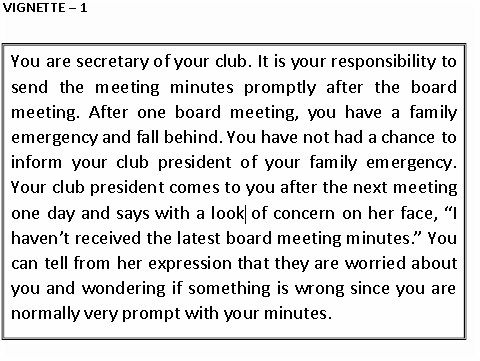 VIGNETTE – 1
You are secretary of your club. It is your responsibility to
send the meeting minutes promptly after the board
meeting. After one board meeting, you have a family
emergency and fall behind. You have not had a chance to
inform your club president of your family emergency.
Your club president comes to you after the next meeting
one day and says with a look of concern on her face, “I
haven’t received the latest board meeting minutes.” You
can tell from her expression that they are worried about
you and wondering if something is wrong since you are
normally very prompt with your minutes.